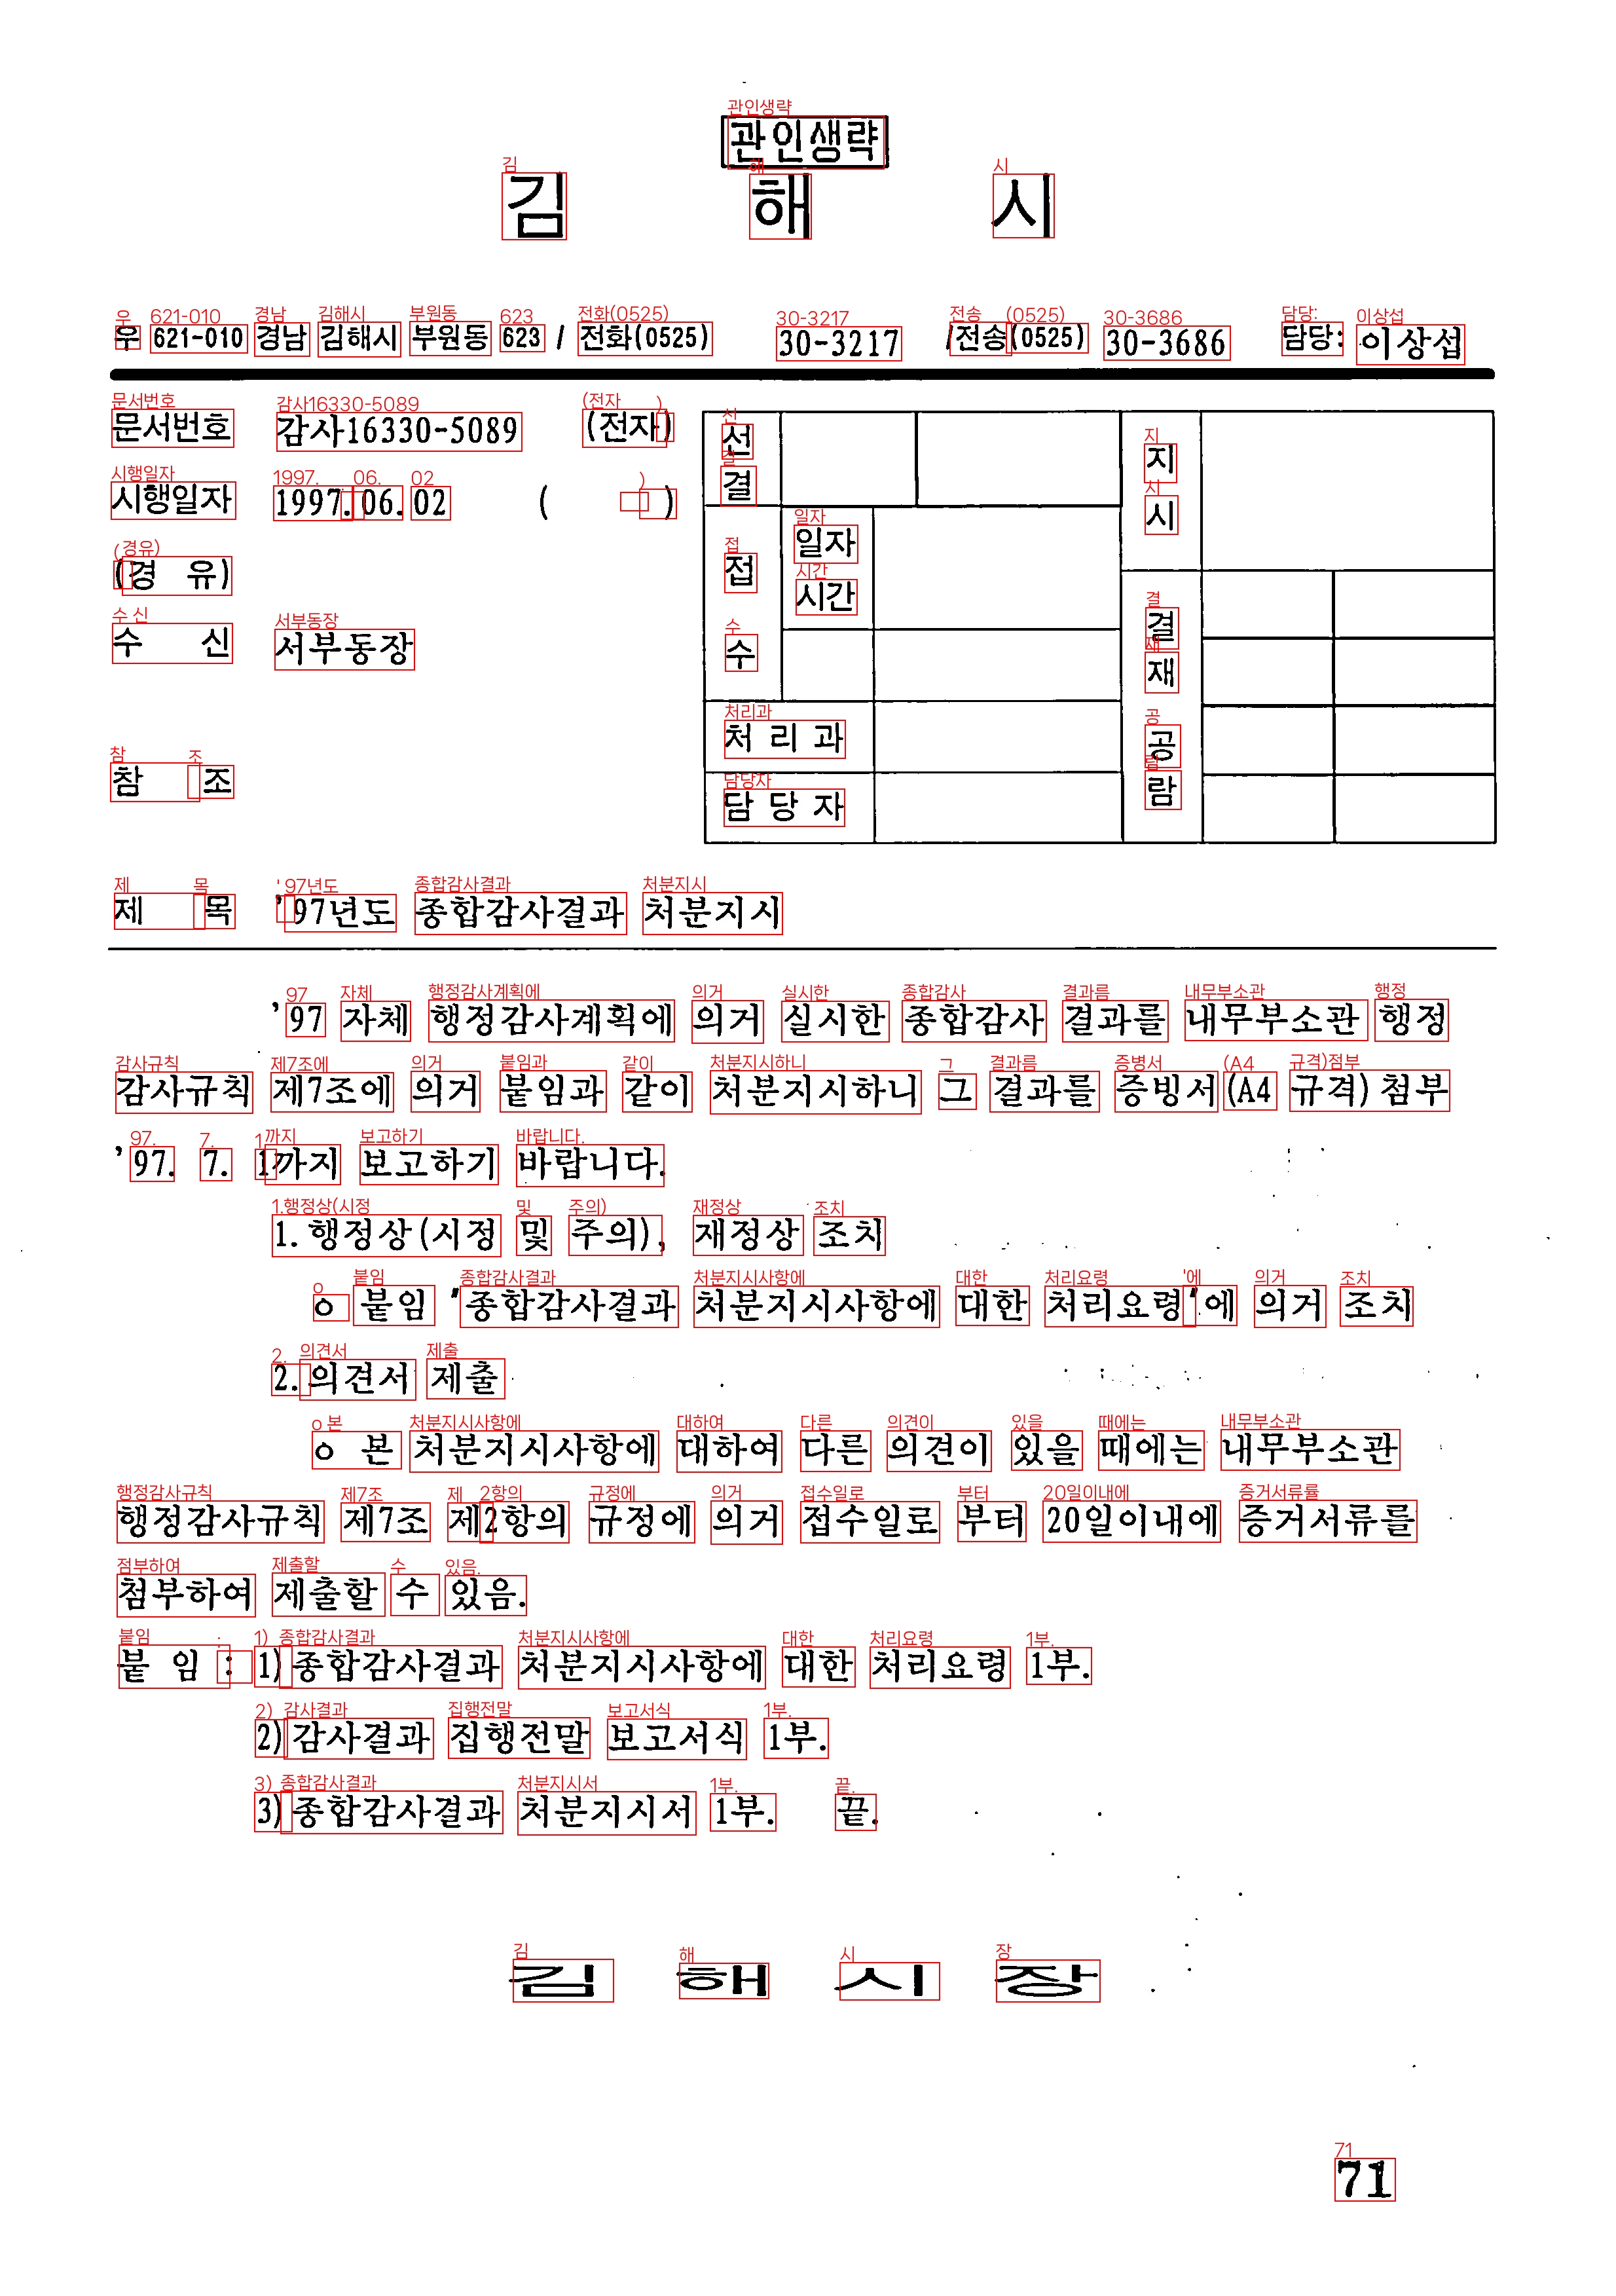 관인생략
김 해 시
우 621-010 경남 김해시 부원동 623 / 전화(0525) 30-3217 /전송(0525) 30-3686 담당: 이상섭
문서번호 감사16330-5089 (전자)
시행일자 1997. 06. 02 ( )
(경 유)
수 신 서부동장
참 조
선결
접수
일자
시간
처 리 과
담 당 자
지시
결재
공람
제 목 '97년도 종합감사결과 처분지시
'97 자체 행정감사계획에 의거 실시한 종합감사 결과를 내무부소관 행정
감사규칙 제7조에 의거 붙임과 같이 처분지시하니 그 결과를 증빙서(A4 규격) 첨부
'97. 7. 1까지 보고하기 바랍니다.
1. 행정상(시정 및 주의), 재정상 조치
o 붙임 "종합감사결과 처분지시사항에 대한 처리요령"에 의거 조치
2. 의견서 제출
o 본 처분지시사항에 대하여 다른 의견이 있을 때에는 내무부소관
행정감사규칙 제7조 제2항의 규정에 의거 접수일로 부터 20일이내에 증거서류를
첨부하여 제출할 수 있음.
붙 임 : 1) 종합감사결과 처분지시사항에 대한 처리요령 1부.
2) 감사결과 집행전말 보고서식 1부.
3) 종합감사결과 처분지시서 1부. 끝.
김 해 시 장
71